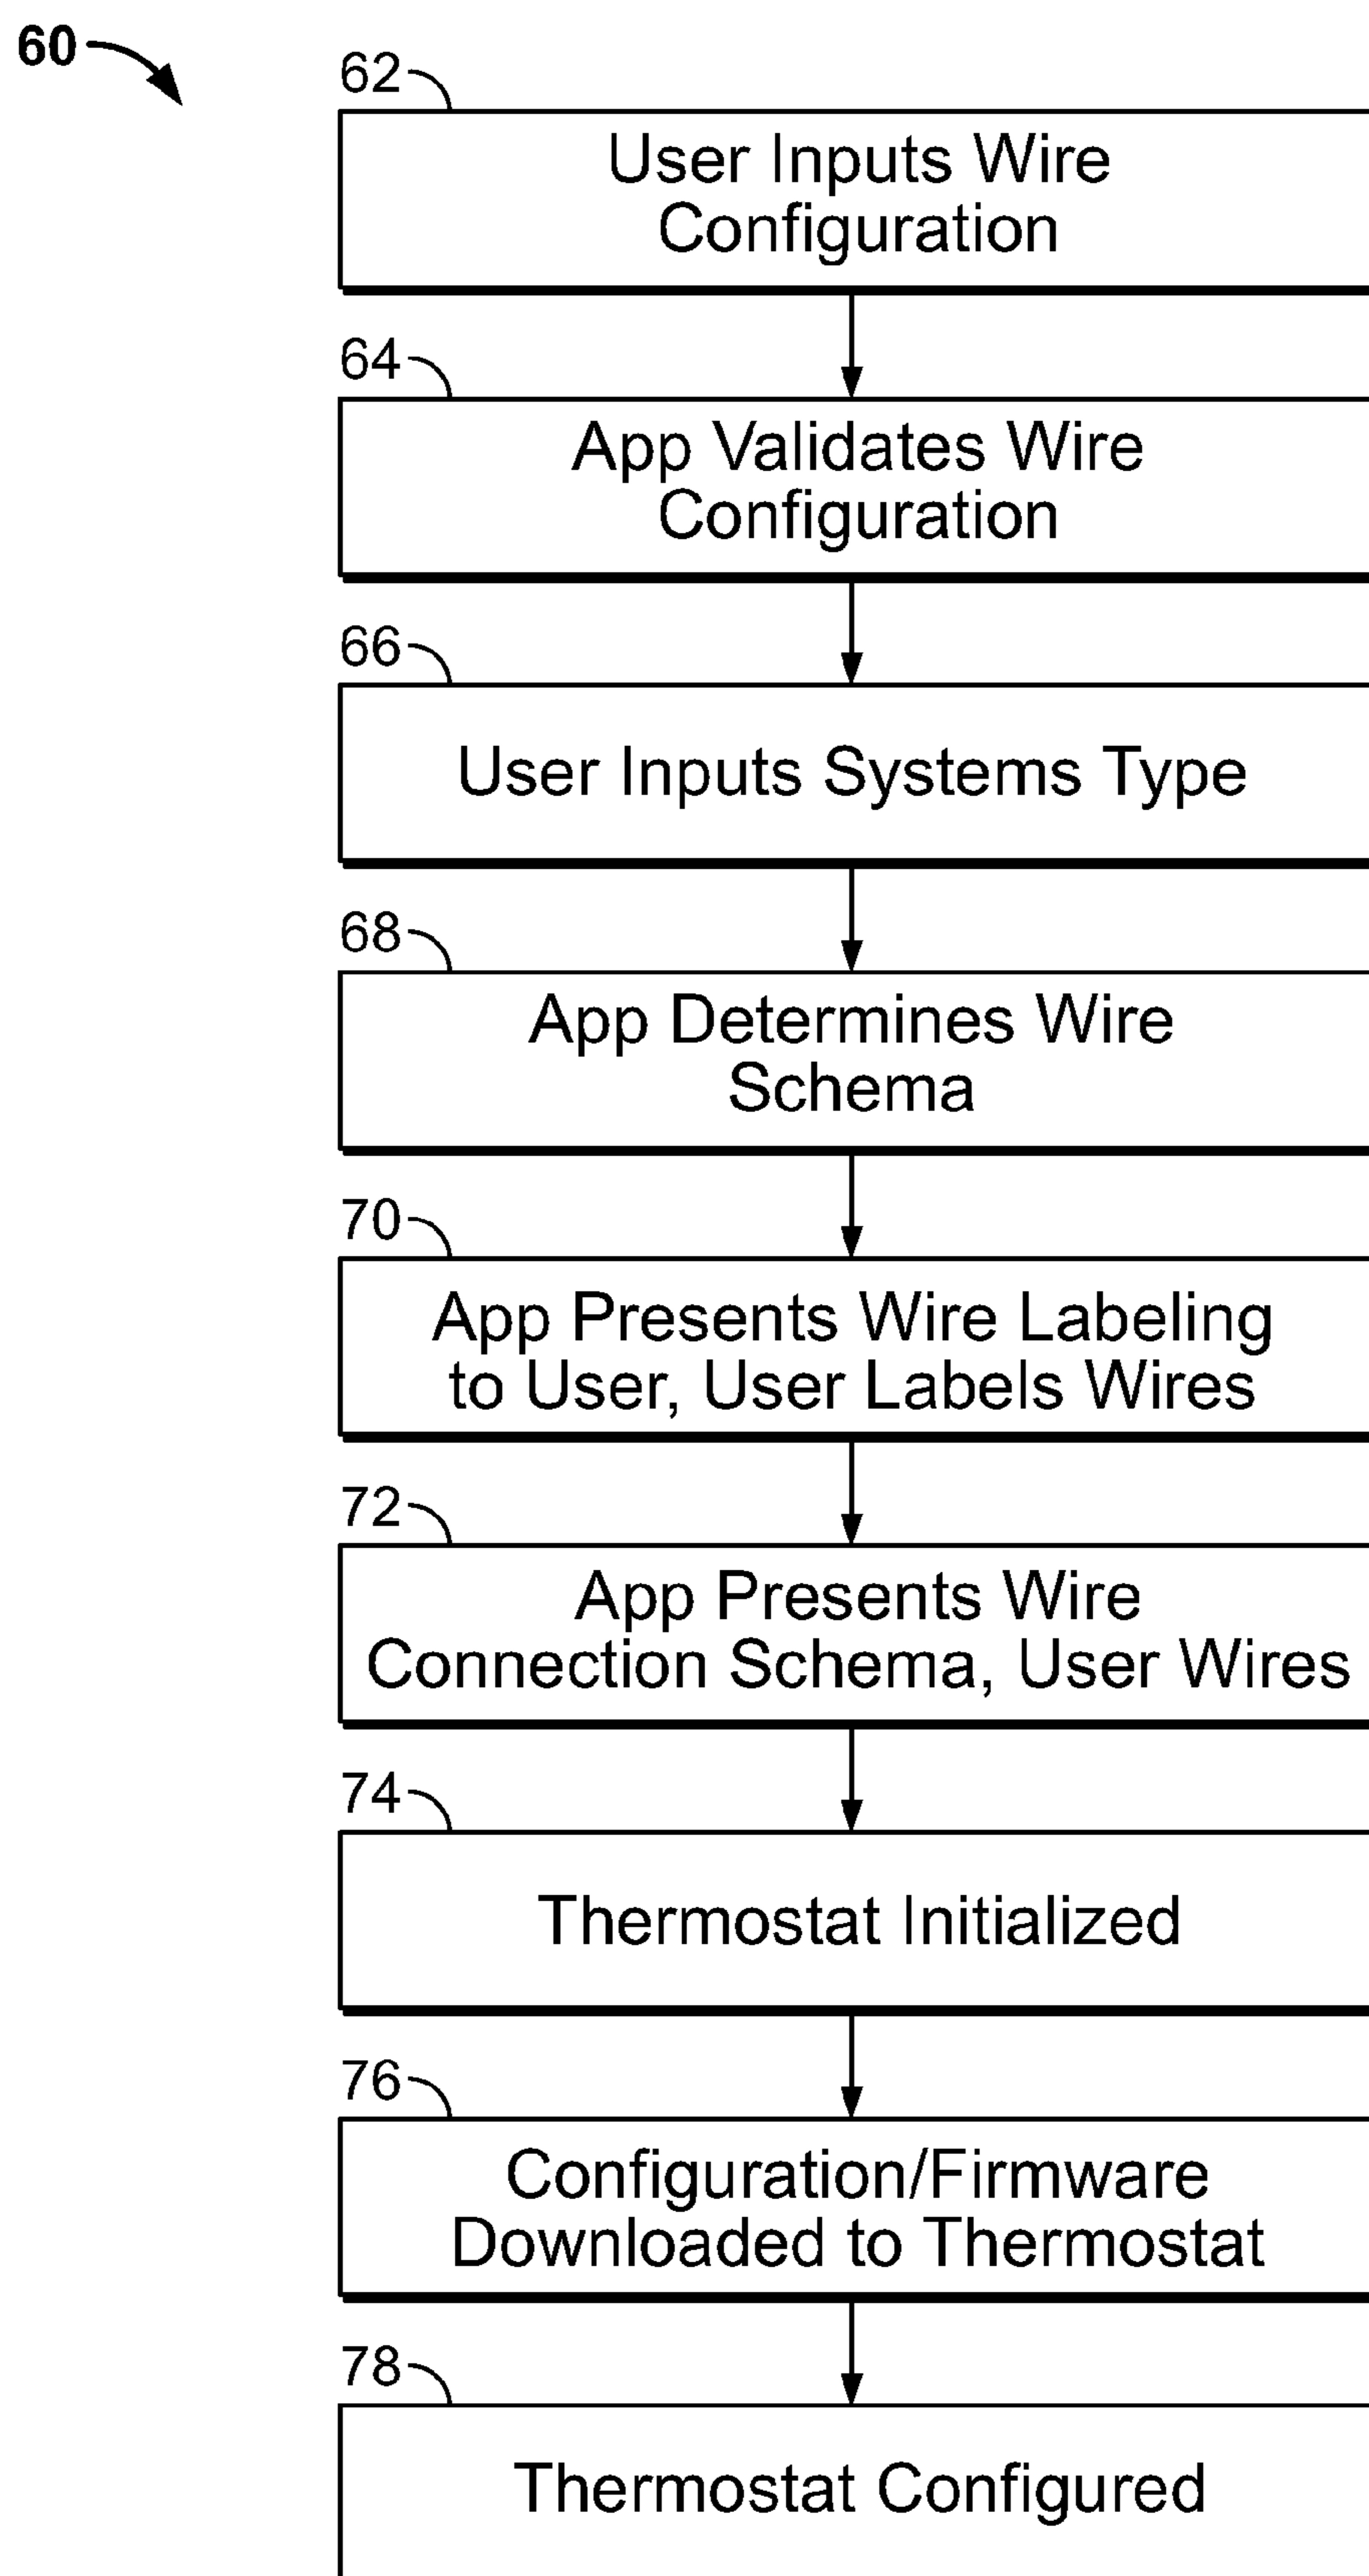 60
62
User Inputs Wire
Configuration
64
App Validates Wire
Configuration
66
User Inputs Systems Type
68
App Determines Wire
Schema
70
App Presents Wire Labeling
to User, User Labels Wires
72
App Presents Wire
Connection Schema, User Wires
74
Thermostat Initialized
76
Configuration/Firmware
Downloaded to Thermostat
78
Thermostat Configured